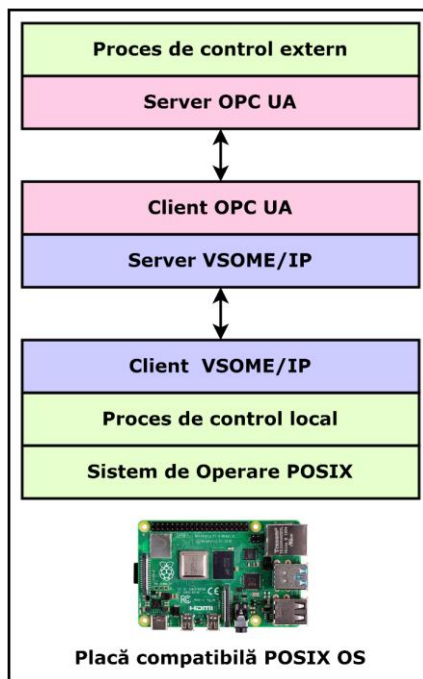 Proces de control extern
Server OPC UA
Client OPC UA
Server VSOME/IP
Client VSOME/IP
Proces de control local
Sistem de Operare POSIX
HDMI
Placă compatibilă POSIX OS